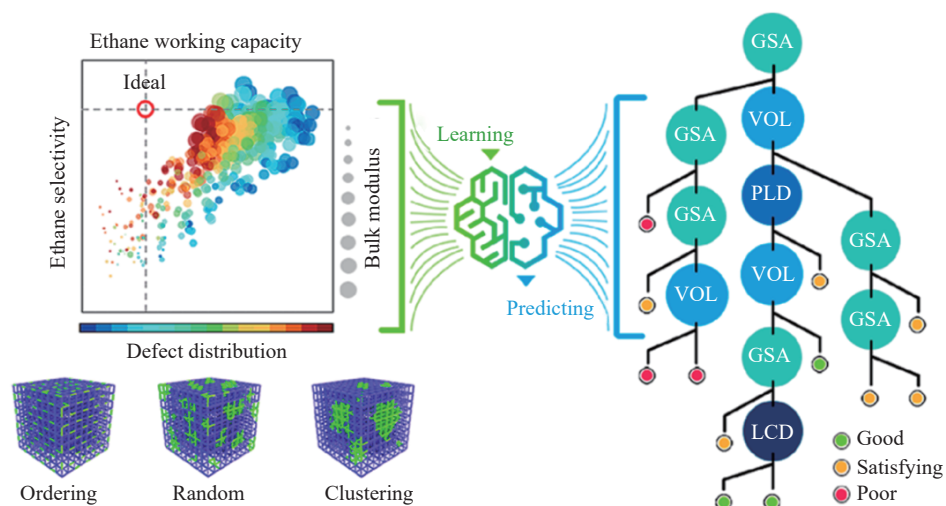 Ethane working capacity
Ideal
Ethane selectivity
Bulk modulus
Defect distribution
Ordering
Random
Clustering
Learning
Predicting
GSA
GSA
VOL
GSA
PLD
GSA
VOL
VOL
GSA
GSA
LCD
Good
Satisfying
Poor